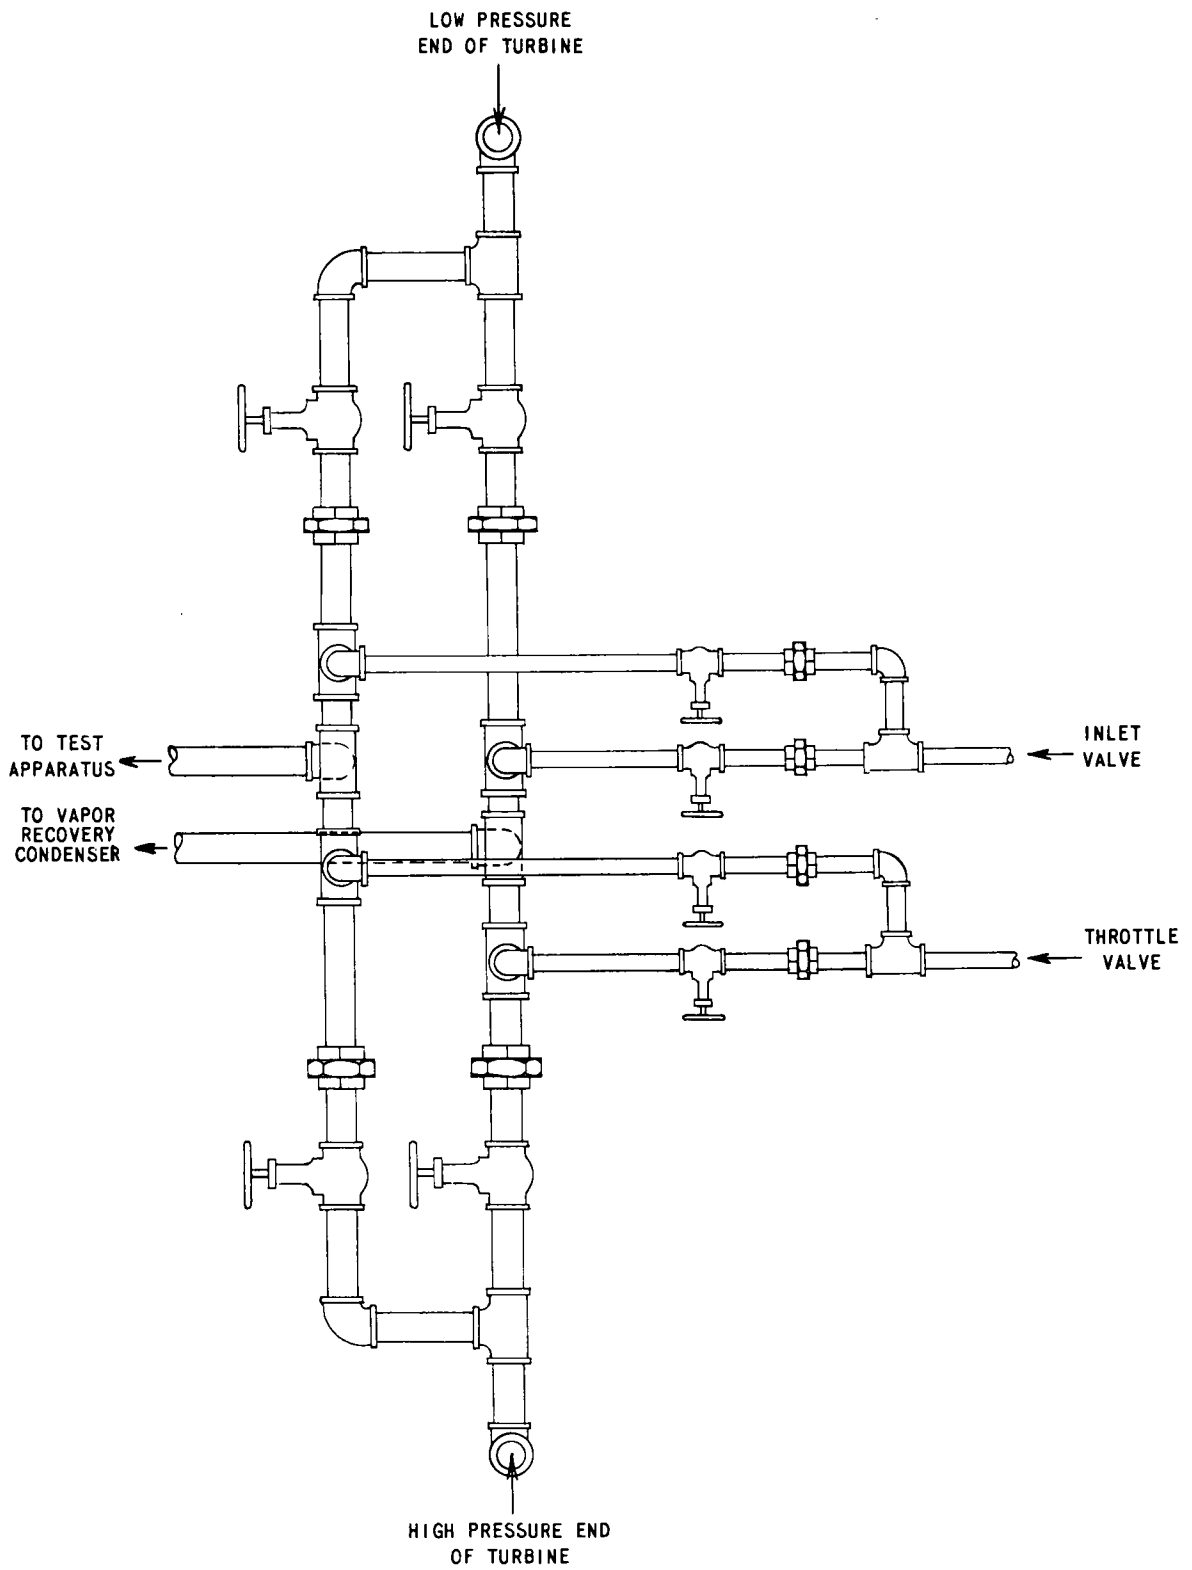 LOW PRESSURE
END OF TURBINE
INLET
VALVE
TO TEST
APPARATUS
TO VAPOR
RECOVERY
CONDENSER
THROTTLE
VALVE
HIGH PRESSURE END
OF TURBINE